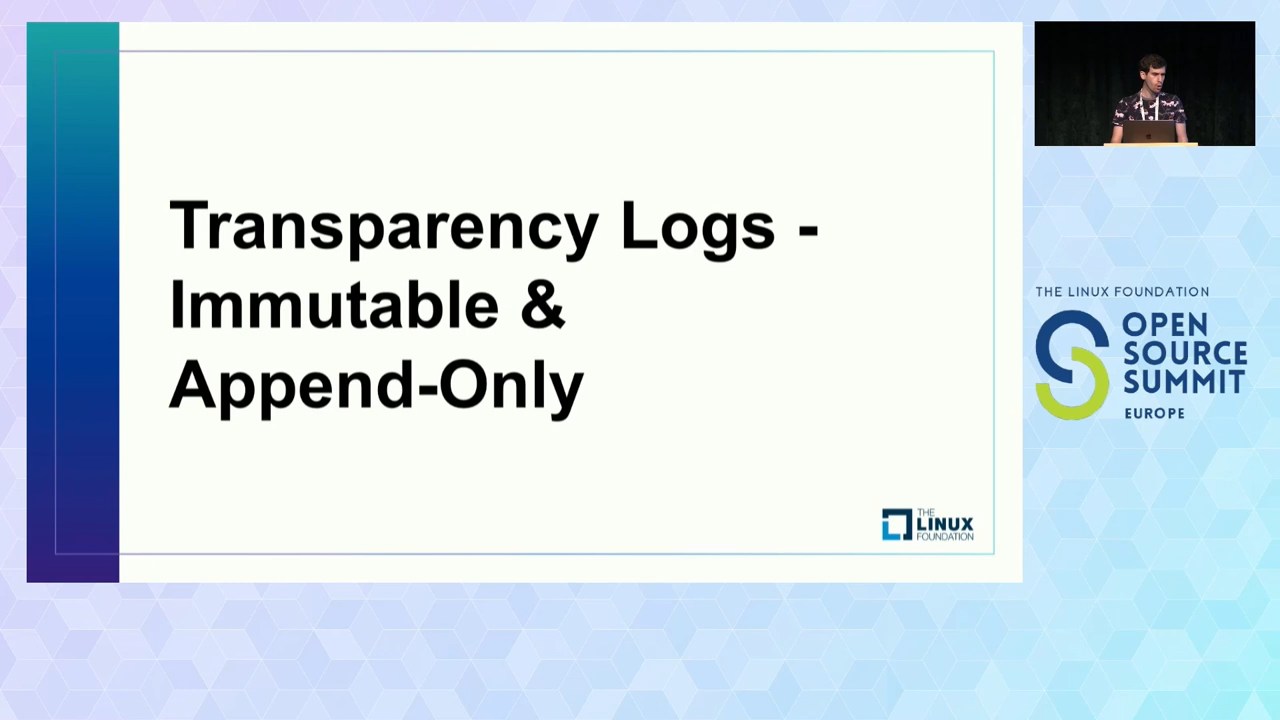 Transparency Logs -
Immutable &
Append-Only
THE
LINUX
FOUNDATION
THE LINUX FOUNDATION
OPEN
SOURCE
SUMMIT
EUROPE